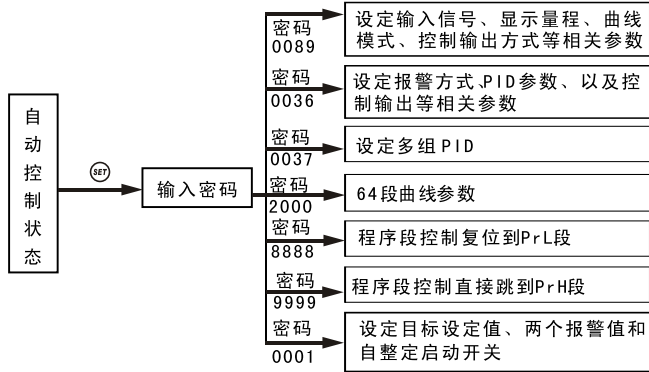 自动控制状态
SET
输入密码
密码
0089
设定输入信号、显示量程、曲线
模式、控制输出方式等相关参数
密码
0036
设定报警方式、PID参数、以及控
制输出等相关参数
密码
0037
设定多组PID
密码
2000
64段曲线参数
密码
8888
程序段控制复位到PrL段
密码
9999
程序段控制直接跳到PrH段
密码
0001
设定目标设定值、两个报警值和
自整定启动开关